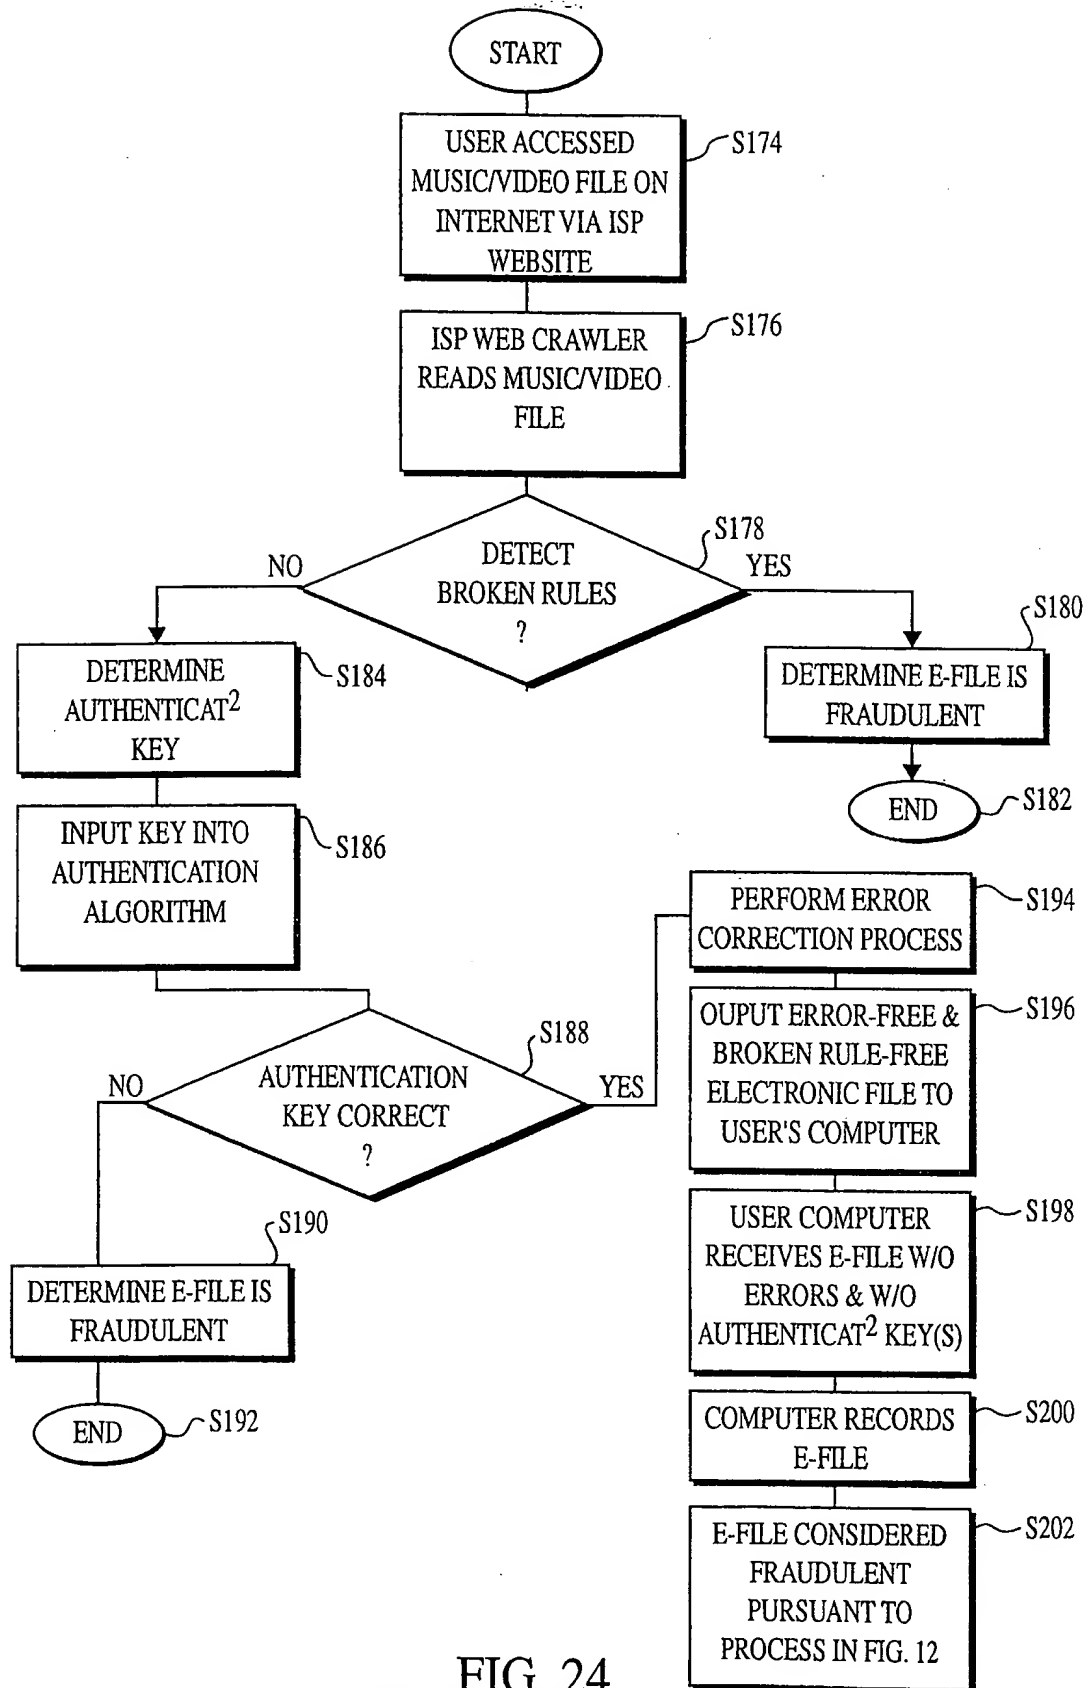 START
USER ACCESSED
MUSIC/VIDEO FILE ON
INTERNET VIA ISP
WEBSITE
S174
ISP WEB CRAWLER
READS MUSIC/VIDEO
FILE
S176
DETECT
BROKEN RULES
?
S178
NO
YES
DETERMINE
AUTHENTICAT²
KEY
S184
DETERMINE E-FILE IS
FRAUDULENT
S180
END
S182
INPUT KEY INTO
AUTHENTICATION
ALGORITHM
S186
AUTHENTICATION
KEY CORRECT
?
S188
NO
YES
DETERMINE E-FILE IS
FRAUDULENT
S190
END
S192
PERFORM ERROR
CORRECTION PROCESS
S194
OUPUT ERROR-FREE &
BROKEN RULE-FREE
ELECTRONIC FILE TO
USER'S COMPUTER
S196
USER COMPUTER
RECEIVES E-FILE W/O
ERRORS & W/O
AUTHENTICAT² KEY(S)
S198
COMPUTER RECORDS
E-FILE
S200
E-FILE CONSIDERED
FRAUDULENT
PURSUANT TO
PROCESS IN FIG. 12
S202
FIG. 24